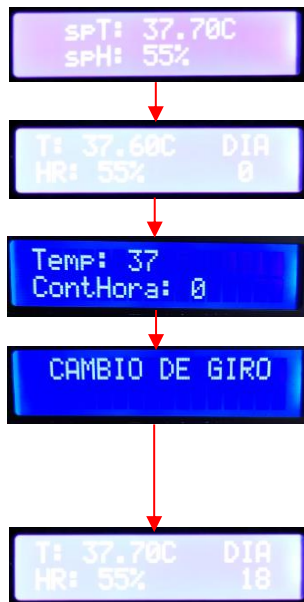 spT: 37.70C
spH: 55%
T: 37.60C DIA
HR: 55% 0
Temp: 37
ContHora: 0
CAMBIO DE GIRO
T: 37.70C DIA
HR: 55% 18